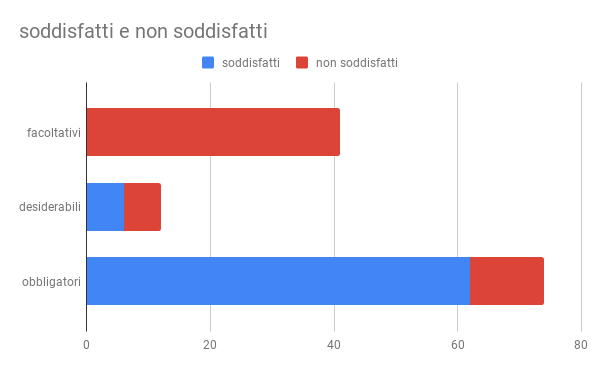 soddisfatti e non soddisfatti
soddisfatti non soddisfatti
facoltativi
desiderabili
obbligatori
0 20 40 60 80